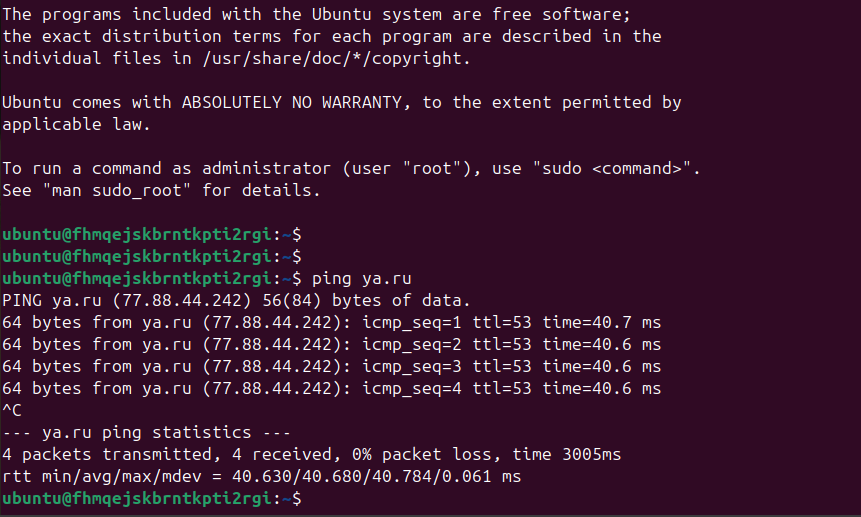 The programs included with the Ubuntu system are free software;
the exact distribution terms for each program are described in the
individual files in /usr/share/doc/*/copyright.
Ubuntu comes with ABSOLUTELY NO WARRANTY, to the extent permitted by
applicable law.
To run a command as administrator (user "root"), use "sudo <command>".
See "man sudo_root" for details.
ubuntu@fhmqejskbrntkpti2rgi:~$
ubuntu@fhmqejskbrntkpti2rgi:~$
ubuntu@fhmqejskbrntkpti2rgi:~$ ping ya.ru
PING ya.ru (77.88.44.242) 56(84) bytes of data.
64 bytes from ya.ru (77.88.44.242): icmp_seq=1 ttl=53 time=40.7 ms
64 bytes from ya.ru (77.88.44.242): icmp_seq=2 ttl=53 time=40.6 ms
64 bytes from ya.ru (77.88.44.242): icmp_seq=3 ttl=53 time=40.6 ms
64 bytes from ya.ru (77.88.44.242): icmp_seq=4 ttl=53 time=40.6 ms
^C
--- ya.ru ping statistics ---
4 packets transmitted, 4 received, 0% packet loss, time 3005ms
rtt min/avg/max/mdev = 40.630/40.680/40.784/0.061 ms
ubuntu@fhmqejskbrntkpti2rgi:~$